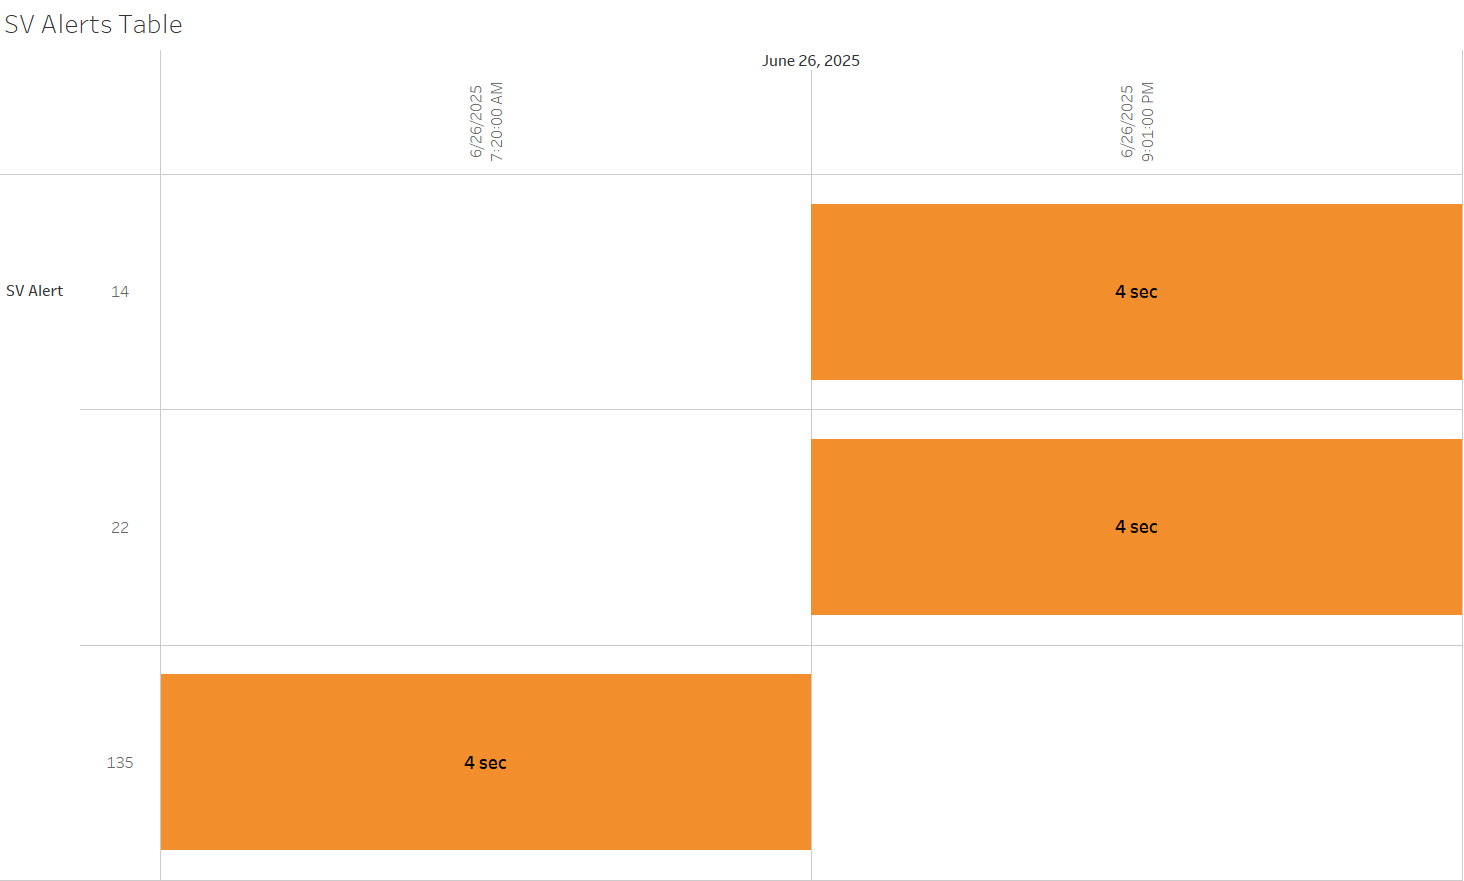 SV Alerts Table
June 26, 2025
6/26/2025
7:20:00 AM
6/26/2025
9:01:00 PM
SV Alert
14
4 sec
22
4 sec
135
4 sec